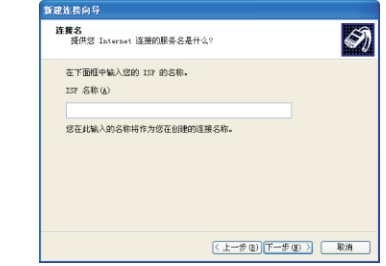 新建连接向导
连接名
提供您 Internet 连接的服务名是什么?
在下面框中输入您的 ISP 的名称。
ISP 名称(A)
您在此输入的名称将作为您在创建的连接名称。
< 上一步(B) 下一步(N) > 取消